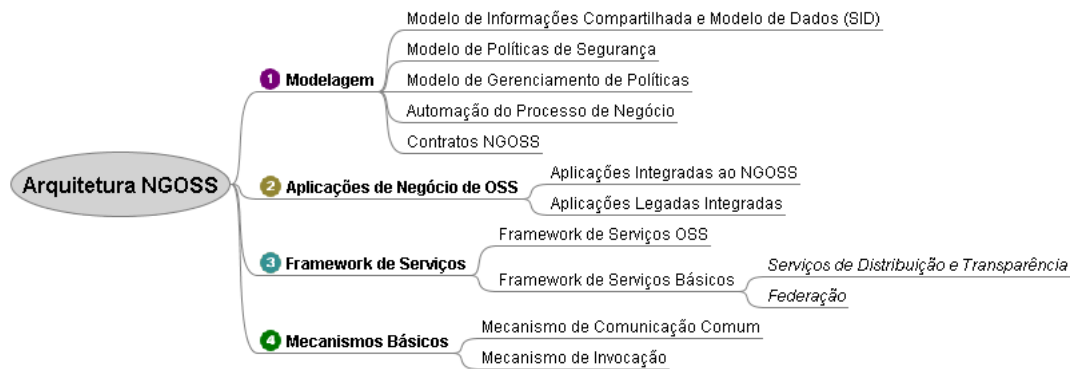 Arquitetura NGOSS
1 Modelagem
Modelo de Informações Compartilhada e Modelo de Dados (SID)
Modelo de Políticas de Segurança
Modelo de Gerenciamento de Políticas
Automação do Processo de Negócio
Contratos NGOSS
2 Aplicações de Negócio de OSS
Aplicações Integradas ao NGOSS
Aplicações Legadas Integradas
3 Framework de Serviços
Framework de Serviços OSS
Framework de Serviços Básicos
Serviços de Distribuição e Transparência
Federação
4 Mecanismos Básicos
Mecanismo de Comunicação Comum
Mecanismo de Invocação